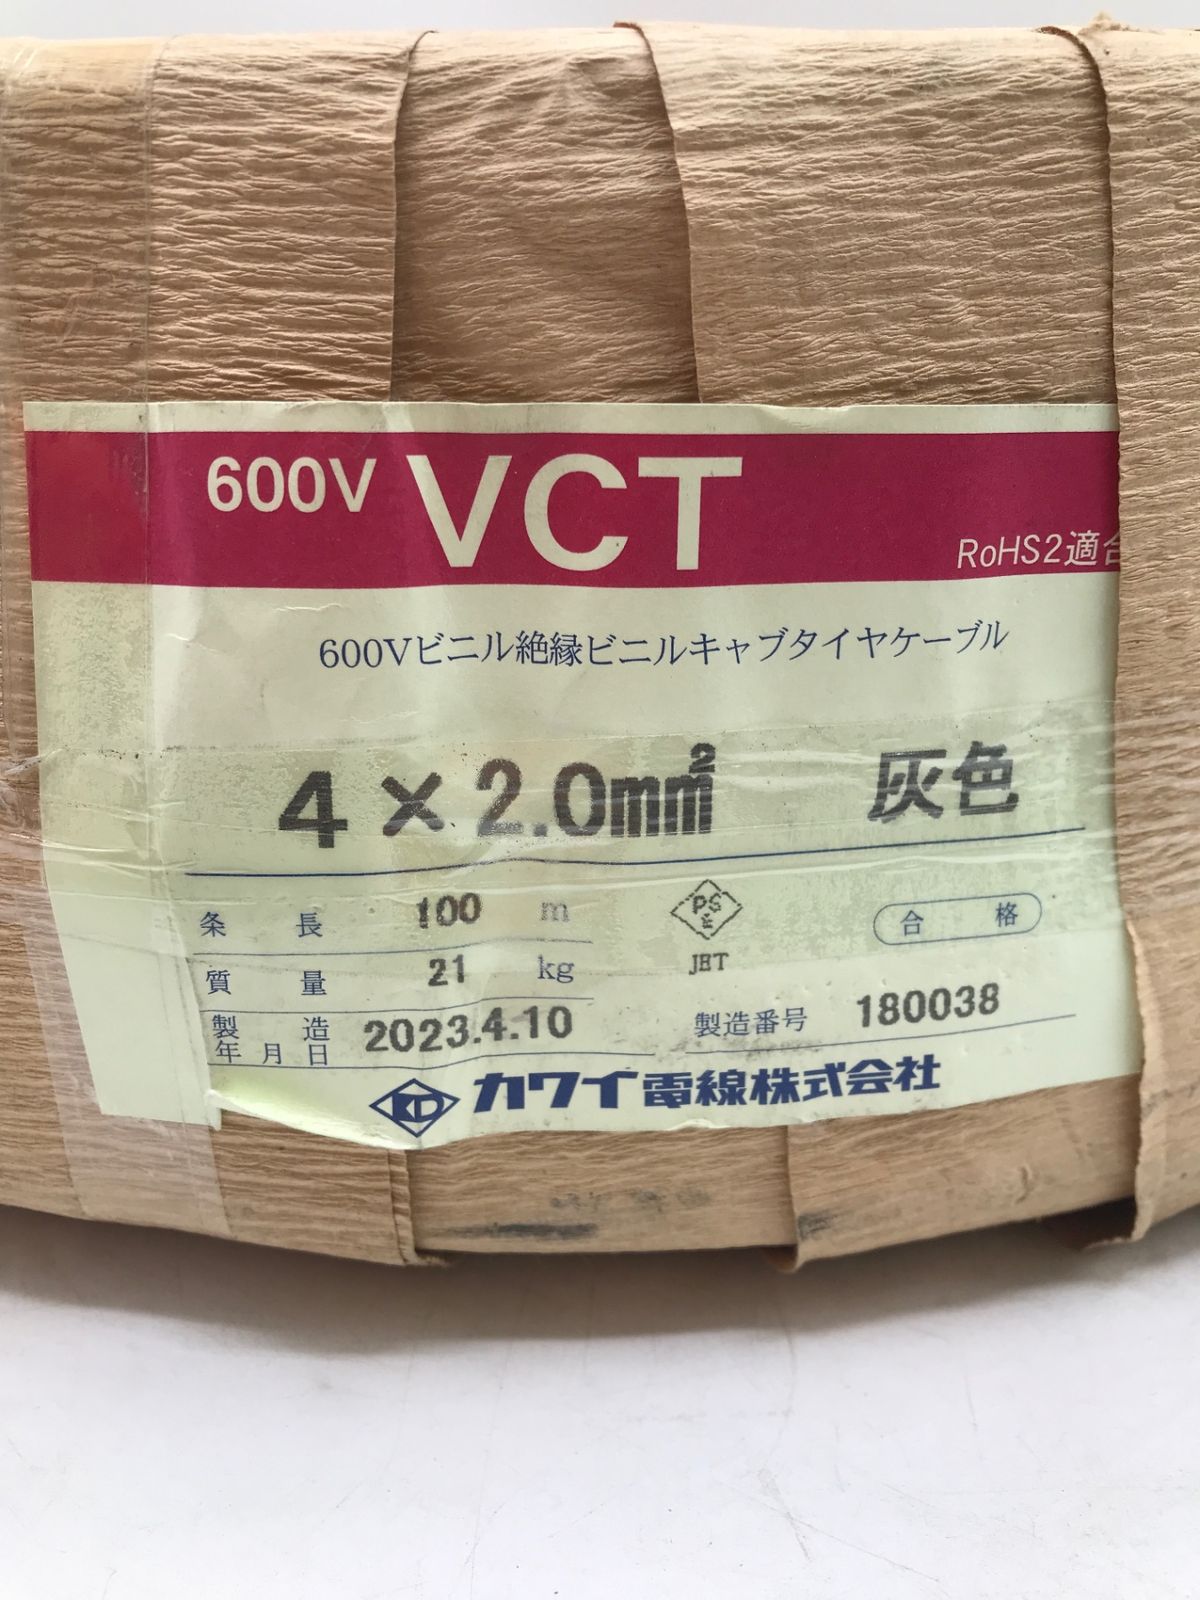 600V VCT
RoHS2適合
600Vビニル絶縁ビニルキャブタイヤケーブル
4×2.0mm² 灰色
条長 100 m
PS
E
JET
合格
質量 21 kg
製造年月日 2023.4.10
製造番号 180038
KD カワイ電線株式会社